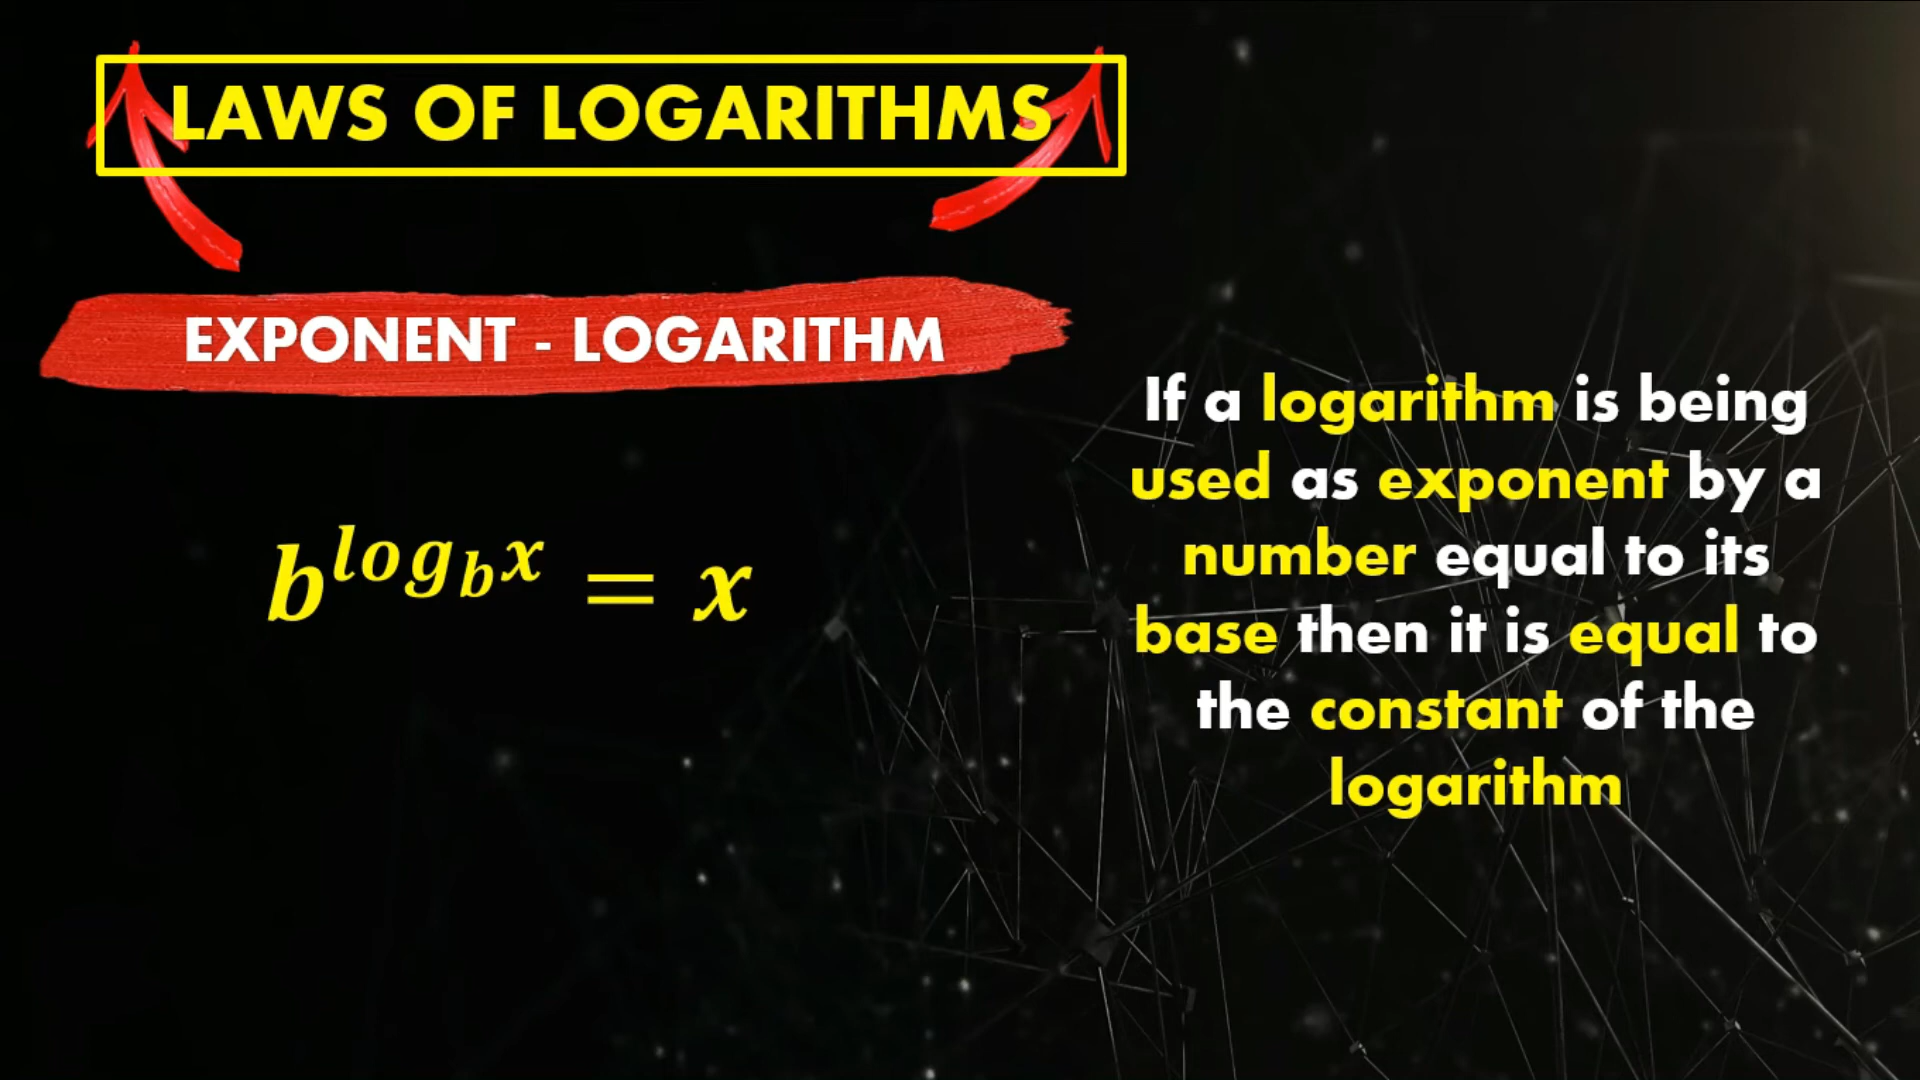 LAWS OF LOGARITHMS
EXPONENT - LOGARITHM
b^{log_b x} = x
If a logarithm is being
used as exponent by a
number equal to its
base then it is equal to
the constant of the
logarithm